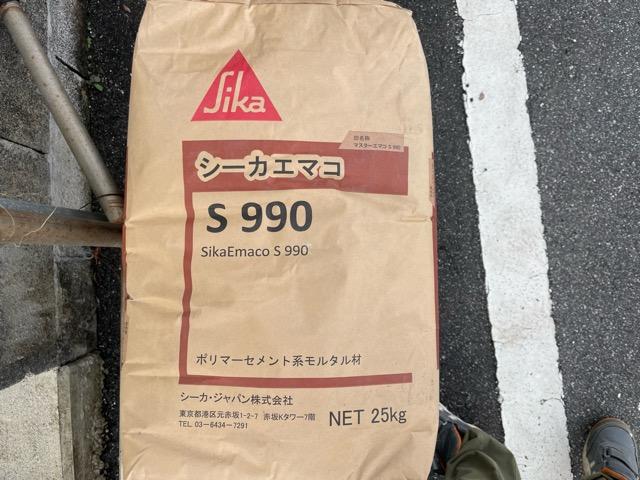 Sika
旧名称
マスターエマコ S 990
シーカエマコ
S 990
SikaEmaco S 990
ポリマーセメント系モルタル材
シーカ・ジャパン株式会社
東京都港区元赤坂1-2-7 赤坂Kタワー7階
TEL 03-6434-7291
NET 25kg